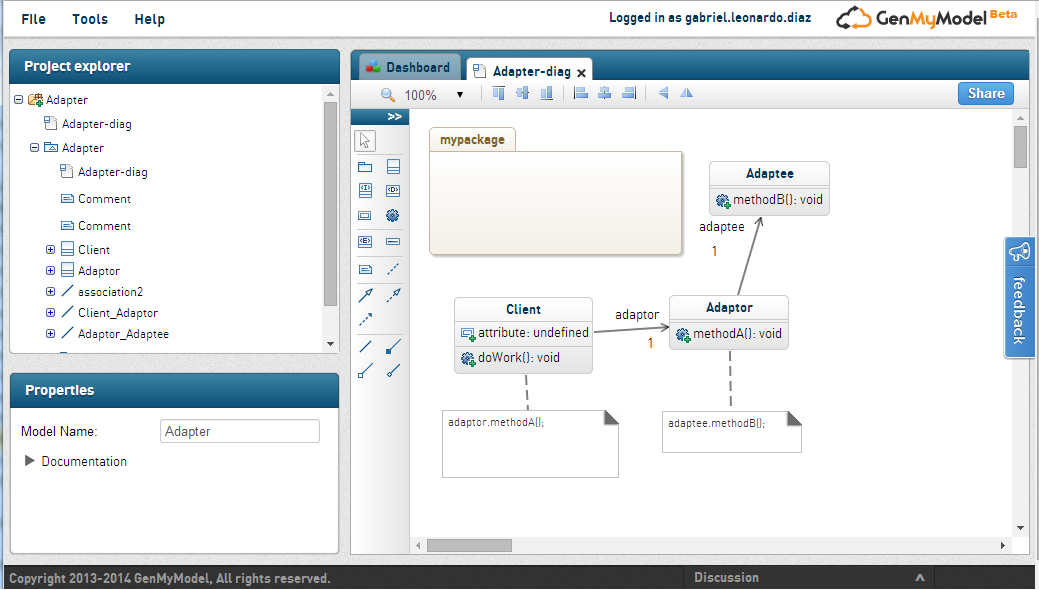 File Tools Help
Logged in as gabriel.leonardo.diaz
GenMyModel Beta
Project explorer
Adapter
Adapter-diag
Adapter
Adapter-diag
Comment
Comment
Client
Adaptor
association2
Client_Adaptor
Adaptor_Adaptee
Properties
Model Name: Adapter
Documentation
Dashboard
Adapter-diag x
100%
Share
>>
mypackage
Adaptee
methodB(): void
adaptee
1
Client
attribute: undefined
doWork(): void
adaptor
1
Adaptor
methodA(): void
adaptor.methodA();
adaptee.methodB();
feedback
Copyright 2013-2014 GenMyModel, All rights reserved.
Discussion